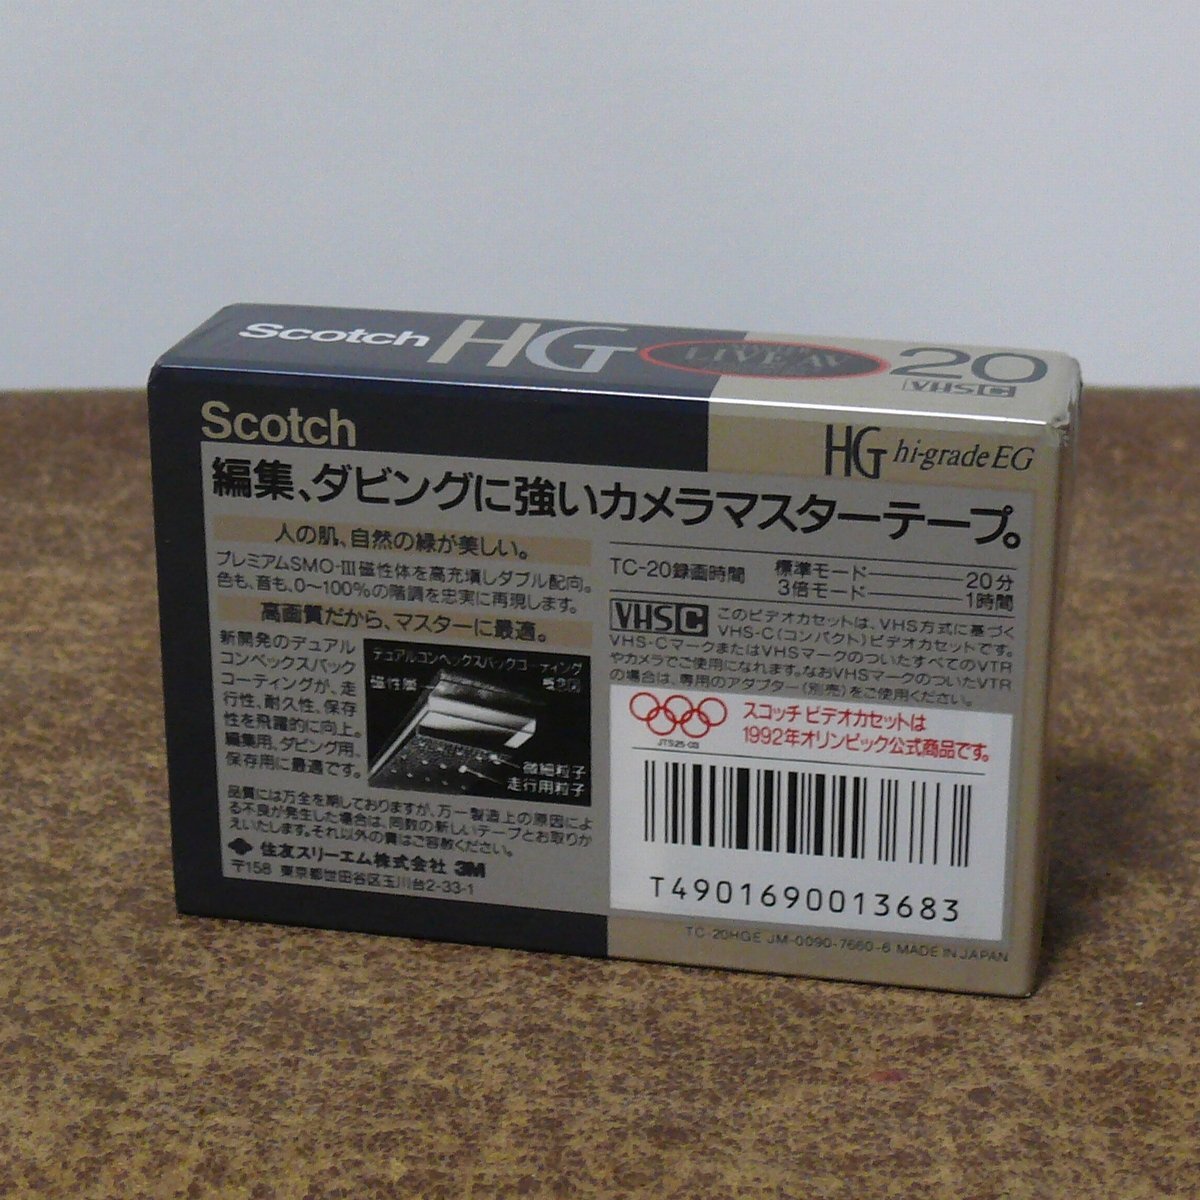 Scotch HG LIVE AV 20
VHS C
Scotch
HG hi-grade EG
編集、ダビングに強いカメラマスターテープ。
人の肌、自然の緑が美しい。
プレミアムSMO-III磁性体を高充填しダブル配向。
色も、音も、0〜100%の階調を忠実に再現します。
高画質だから、マスターに最適。
新開発のデュアル
コンベックスバック
コーティングが、走
行性、耐久性、保存
性を飛躍的に向上。
編集用、ダビング用、
保存用に最適です。
デュアルコンベックスバックコーティング
磁性層
微細粒子
走行用粒子
品質には万全を期しておりますが、万一製造上の原因によ
る不良が発生した場合は、同数の新しいテープとお取りか
えいたします。それ以外の責はご容赦ください。
住友スリーエム株式会社 3M
〒158 東京都世田谷区玉川台2-33-1
TC-20録画時間 標準モード 20分
3倍モード 1時間
VHS C このビデオカセットは、VHS方式に基づく
VHS-C(コンパクト)ビデオカセットです。
VHS-CマークまたはVHSマークのついたすべてのVTR
やカメラでご使用になれます。なおVHSマークのついたVTR
の場合は、専用のアダプター(別売)をご使用ください。
スコッチ ビデオカセットは
1992年オリンピック公式商品です。
JTS25-03
T4901690013683
TC-20HGE JM-0090-7660-6 MADE IN JAPAN